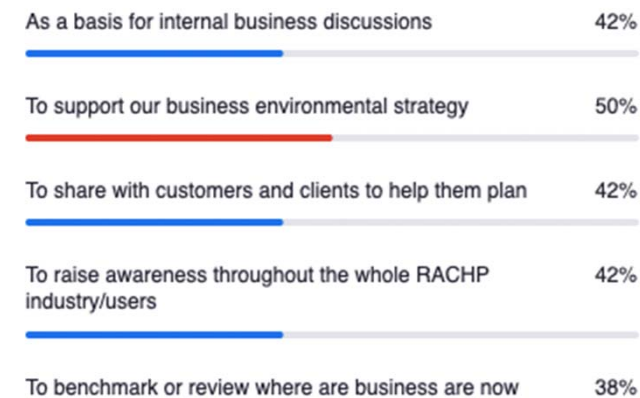 As a basis for internal business discussions 42%
To support our business environmental strategy 50%
To share with customers and clients to help them plan 42%
To raise awareness throughout the whole RACHP 42%
industry/users
To benchmark or review where are business are now 38%